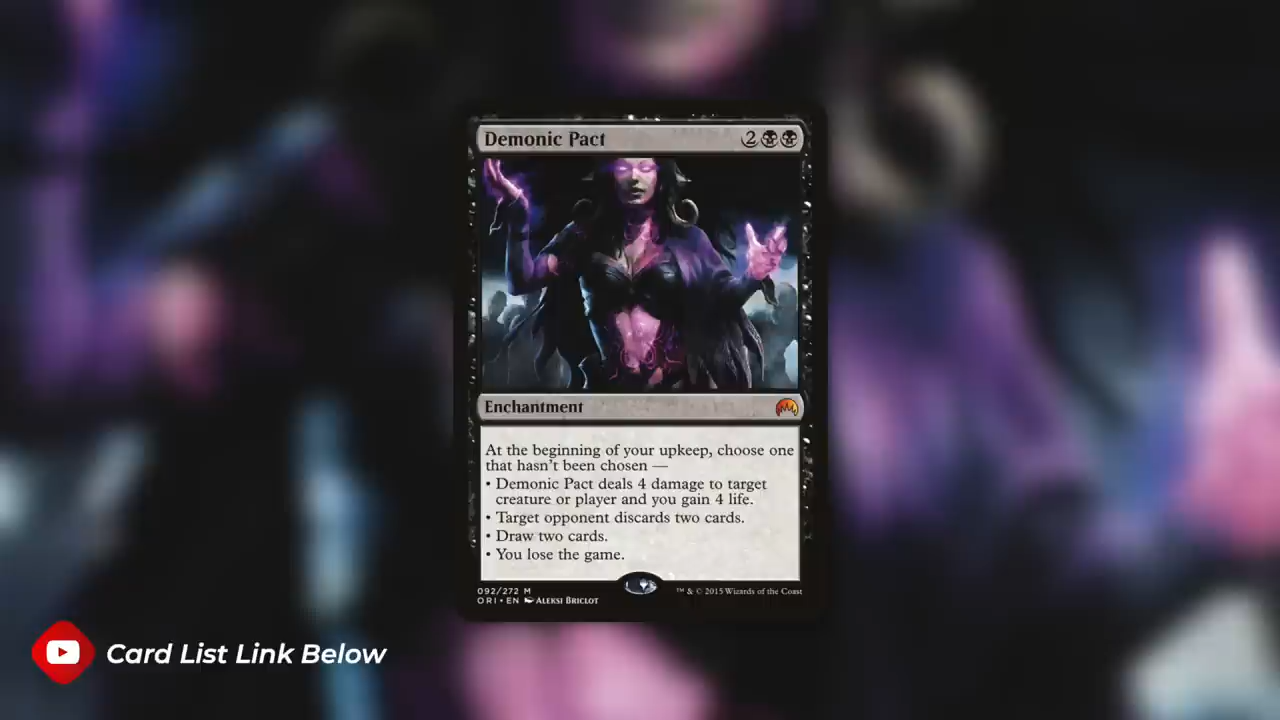 Demonic Pact 2
Enchantment
At the beginning of your upkeep, choose one
that hasn't been chosen —
• Demonic Pact deals 4 damage to target
creature or player and you gain 4 life.
• Target opponent discards two cards.
• Draw two cards.
• You lose the game.
092/272 M
ORI • EN ALEKSI BRICLOT
™ & © 2015 Wizards of the Coast
Card List Link Below